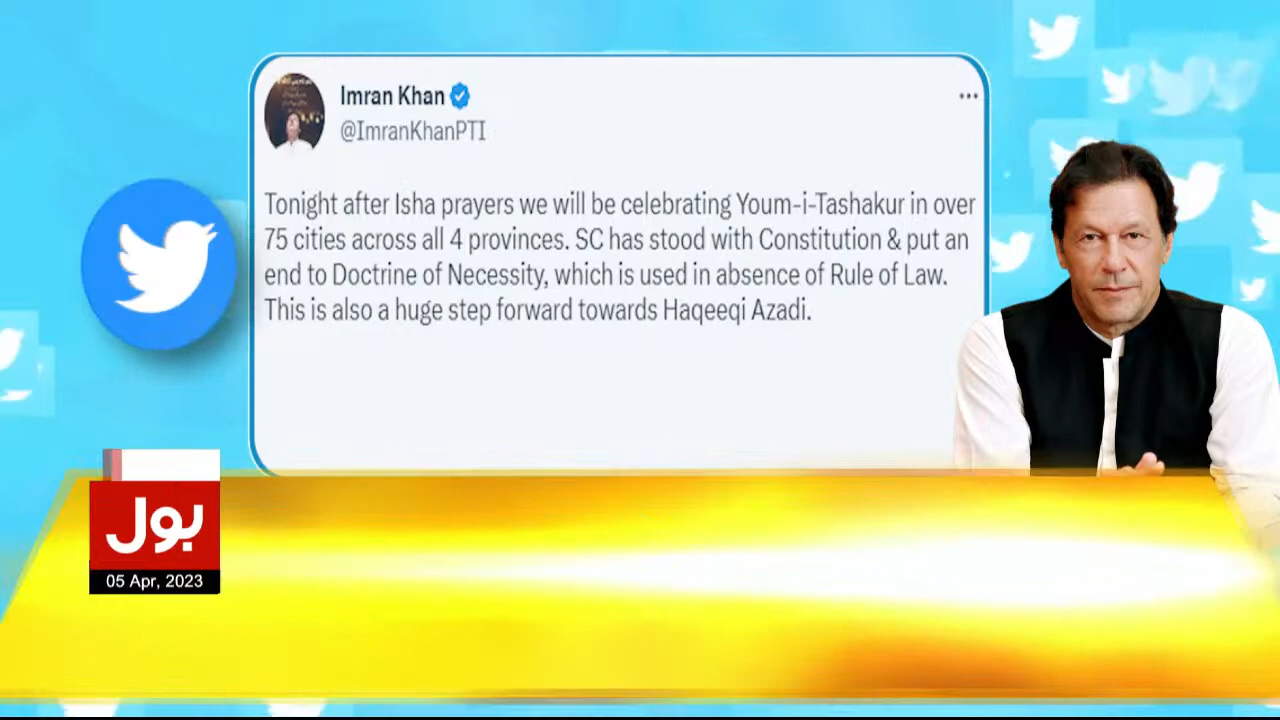 Imran Khan
@ImranKhanPTI
Tonight after Isha prayers we will be celebrating Youm-i-Tashakur in over
75 cities across all 4 provinces. SC has stood with Constitution & put an
end to Doctrine of Necessity, which is used in absence of Rule of Law.
This is also a huge step forward towards Haqeeqi Azadi.
بول
05 Apr, 2023